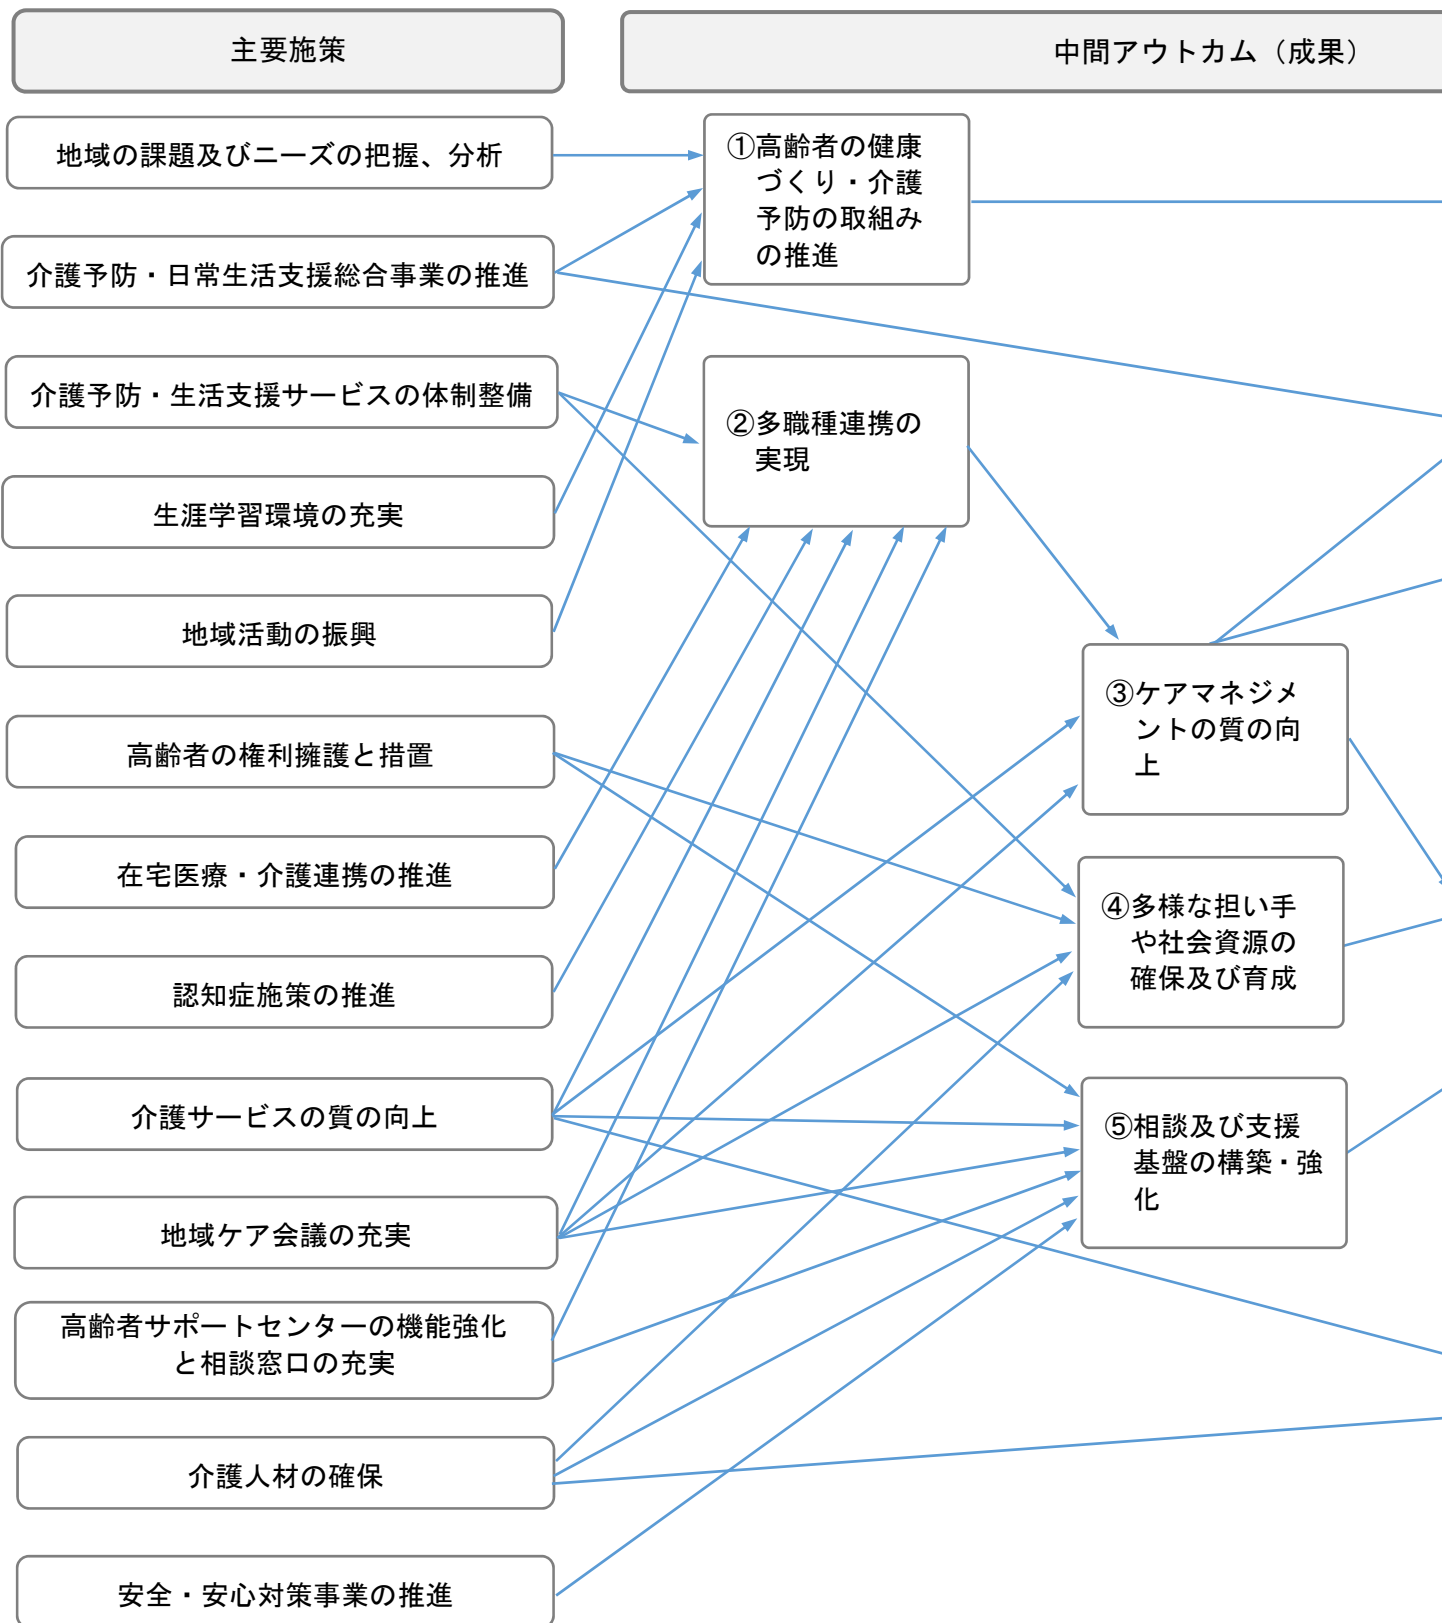 主要施策
中間アウトカム（成果）
地域の課題及びニーズの把握、分析
介護予防・日常生活支援総合事業の推進
介護予防・生活支援サービスの体制整備
生涯学習環境の充実
地域活動の振興
高齢者の権利擁護と措置
在宅医療・介護連携の推進
認知症施策の推進
介護サービスの質の向上
地域ケア会議の充実
高齢者サポートセンターの機能強化
と相談窓口の充実
介護人材の確保
安全・安心対策事業の推進
①高齢者の健康
づくり・介護
予防の取組み
の推進
②多職種連携の
実現
③ケアマネジメ
ントの質の向
上
④多様な担い手
や社会資源の
確保及び育成
⑤相談及び支援
基盤の構築・強
化